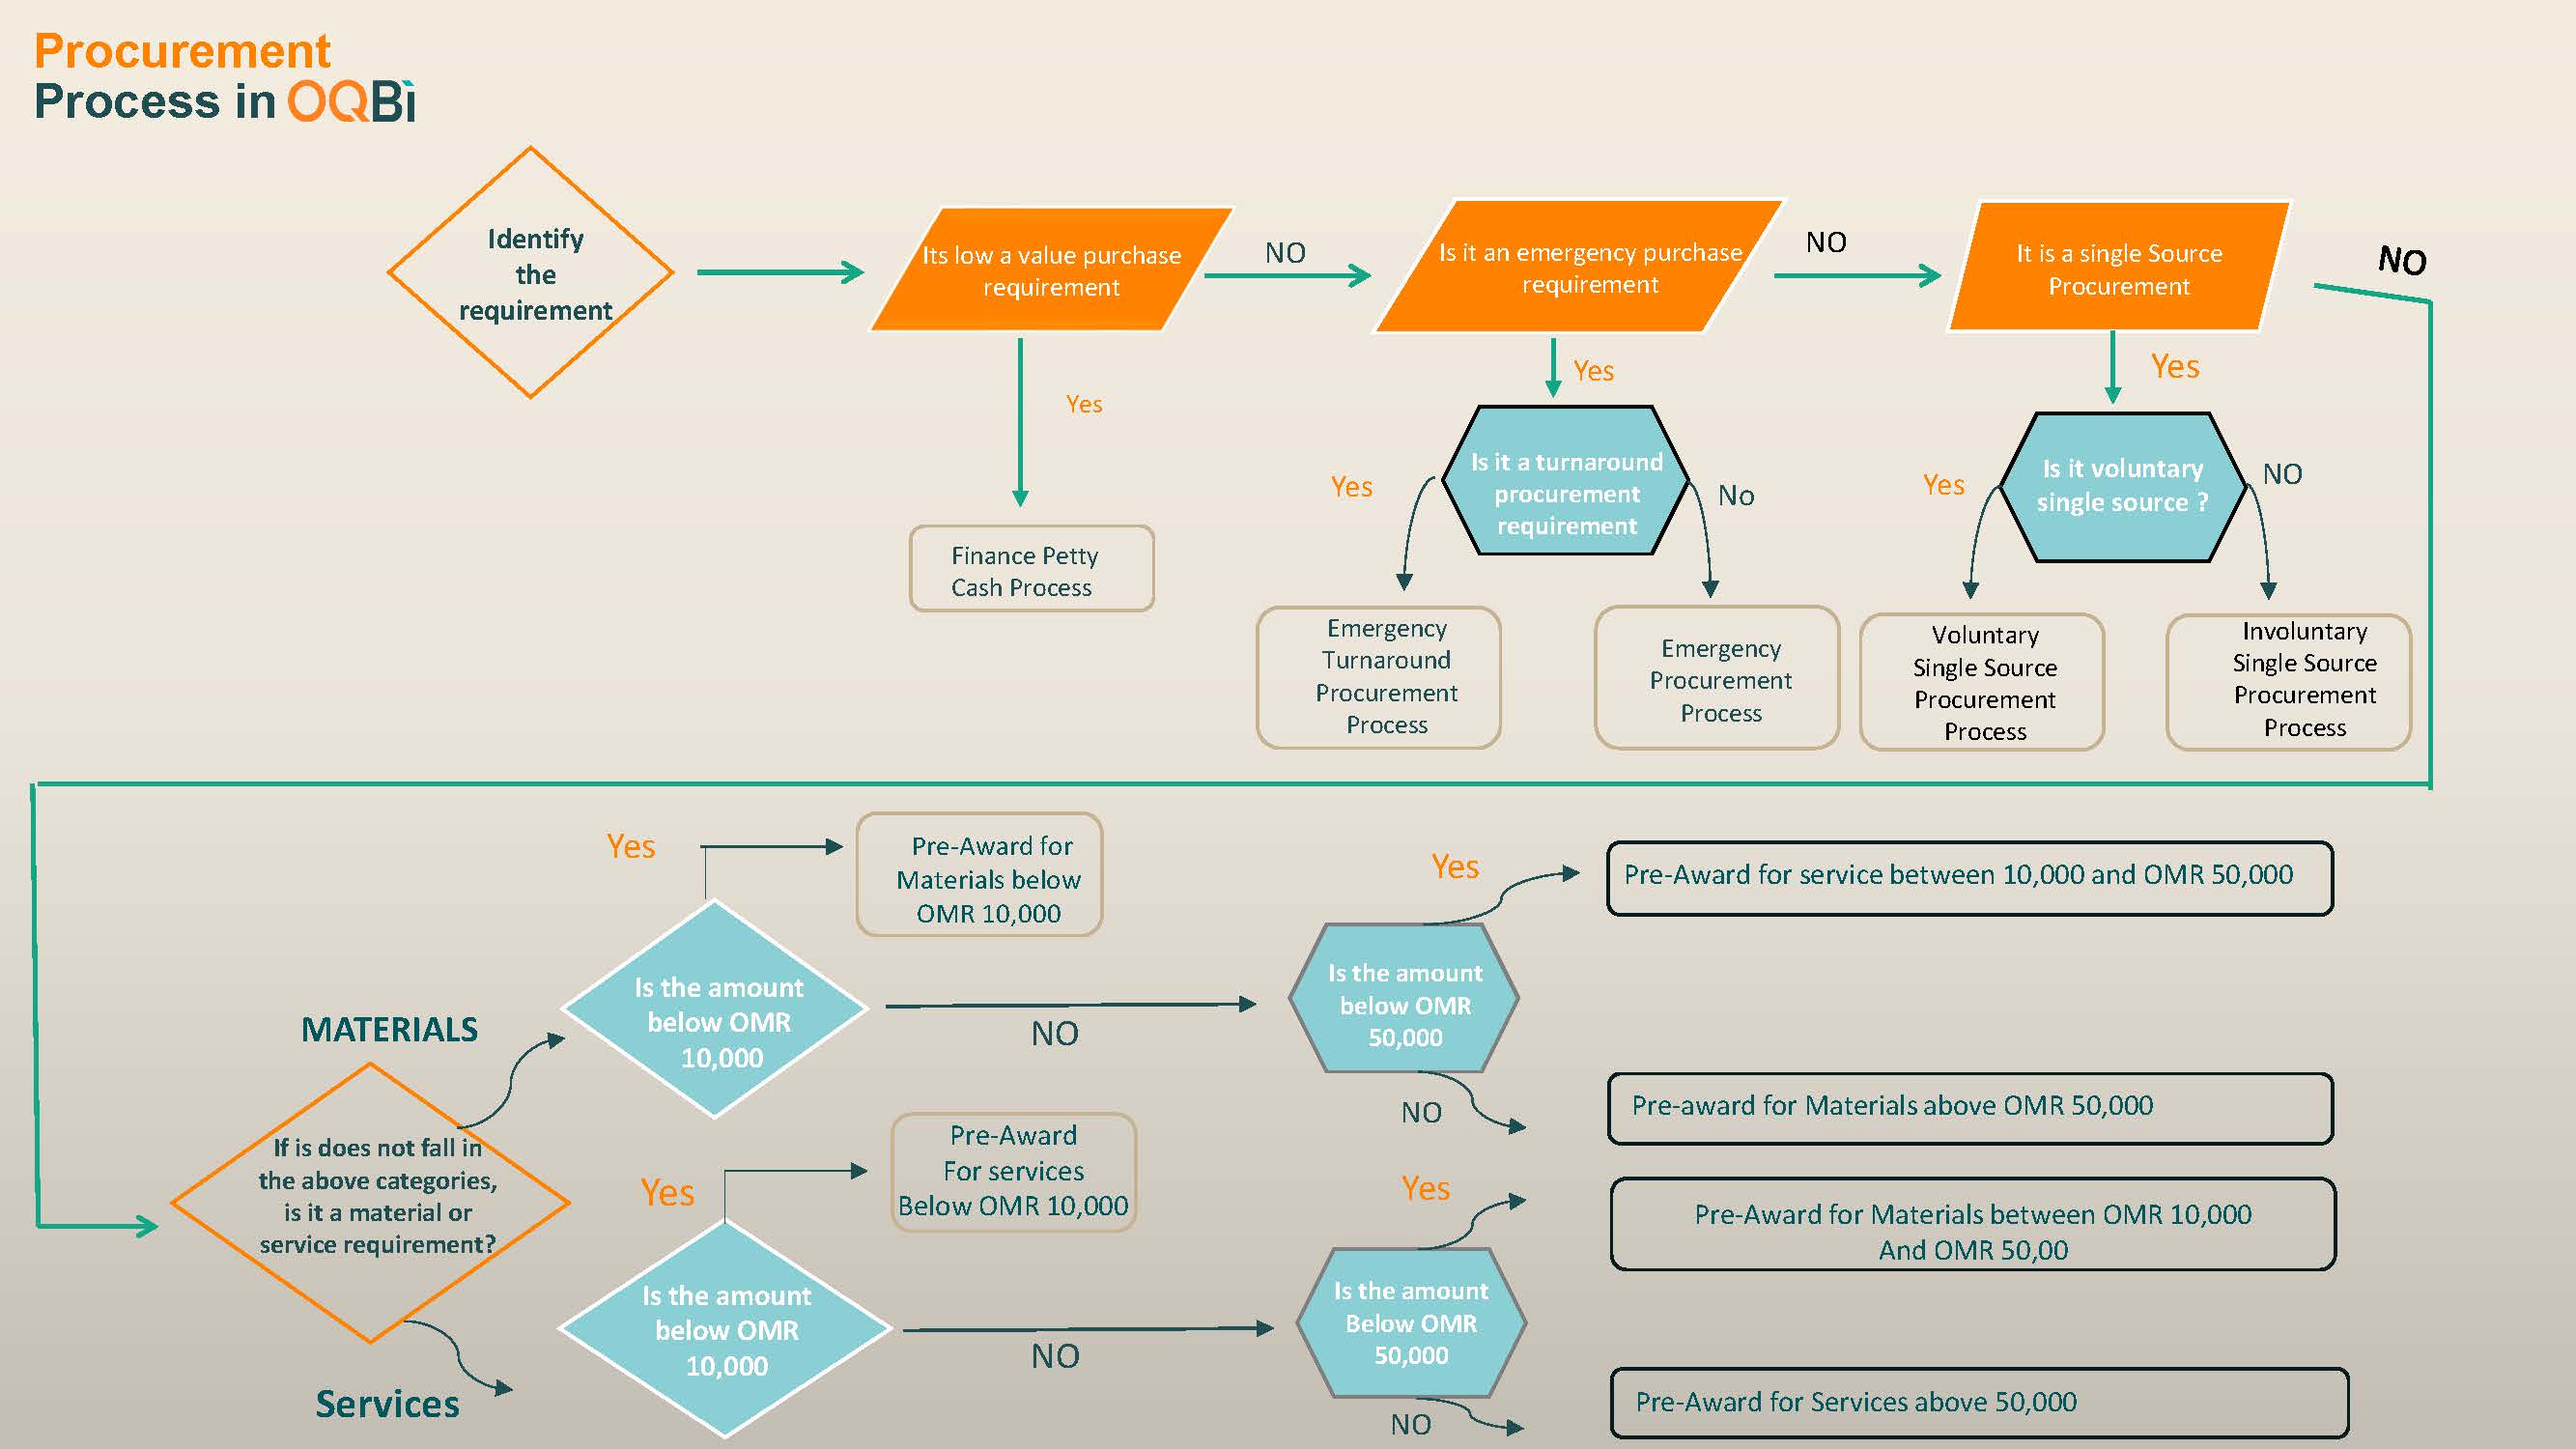 Procurement
Process in OQBi
Identify
the
requirement
Its low a value purchase
requirement
NO
Is it an emergency purchase
requirement
NO
It is a single Source
Procurement
NO
Yes
Yes
Yes
Finance Petty
Cash Process
Is it a turnaround
procurement
requirement
Yes
No
Is it voluntary
single source ?
Yes
NO
Emergency
Turnaround
Procurement
Process
Emergency
Procurement
Process
Voluntary
Single Source
Procurement
Process
Involuntary
Single Source
Procurement
Process
If is does not fall in
the above categories,
is it a material or
service requirement?
MATERIALS
Is the amount
below OMR
10,000
Yes
Pre-Award for
Materials below
OMR 10,000
NO
Is the amount
below OMR
50,000
Yes
Pre-Award for service between 10,000 and OMR 50,000
NO
Pre-award for Materials above OMR 50,000
Services
Is the amount
below OMR
10,000
Yes
Pre-Award
For services
Below OMR 10,000
NO
Is the amount
Below OMR
50,000
Yes
Pre-Award for Materials between OMR 10,000
And OMR 50,00
NO
Pre-Award for Services above 50,000